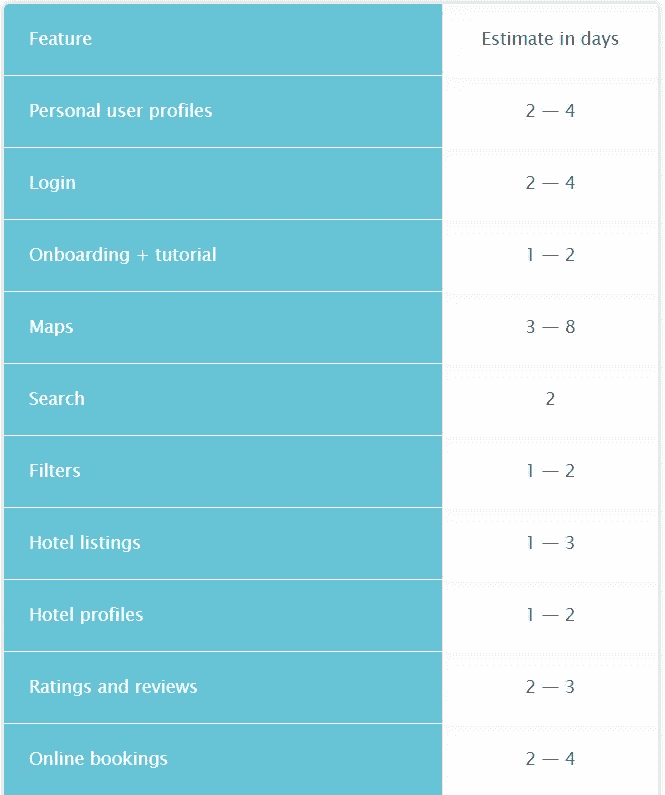 Feature Estimate in days
Personal user profiles 2 — 4
Login 2 — 4
Onboarding + tutorial 1 — 2
Maps 3 — 8
Search 2
Filters 1 — 2
Hotel listings 1 — 3
Hotel profiles 1 — 2
Ratings and reviews 2 — 3
Online bookings 2 — 4